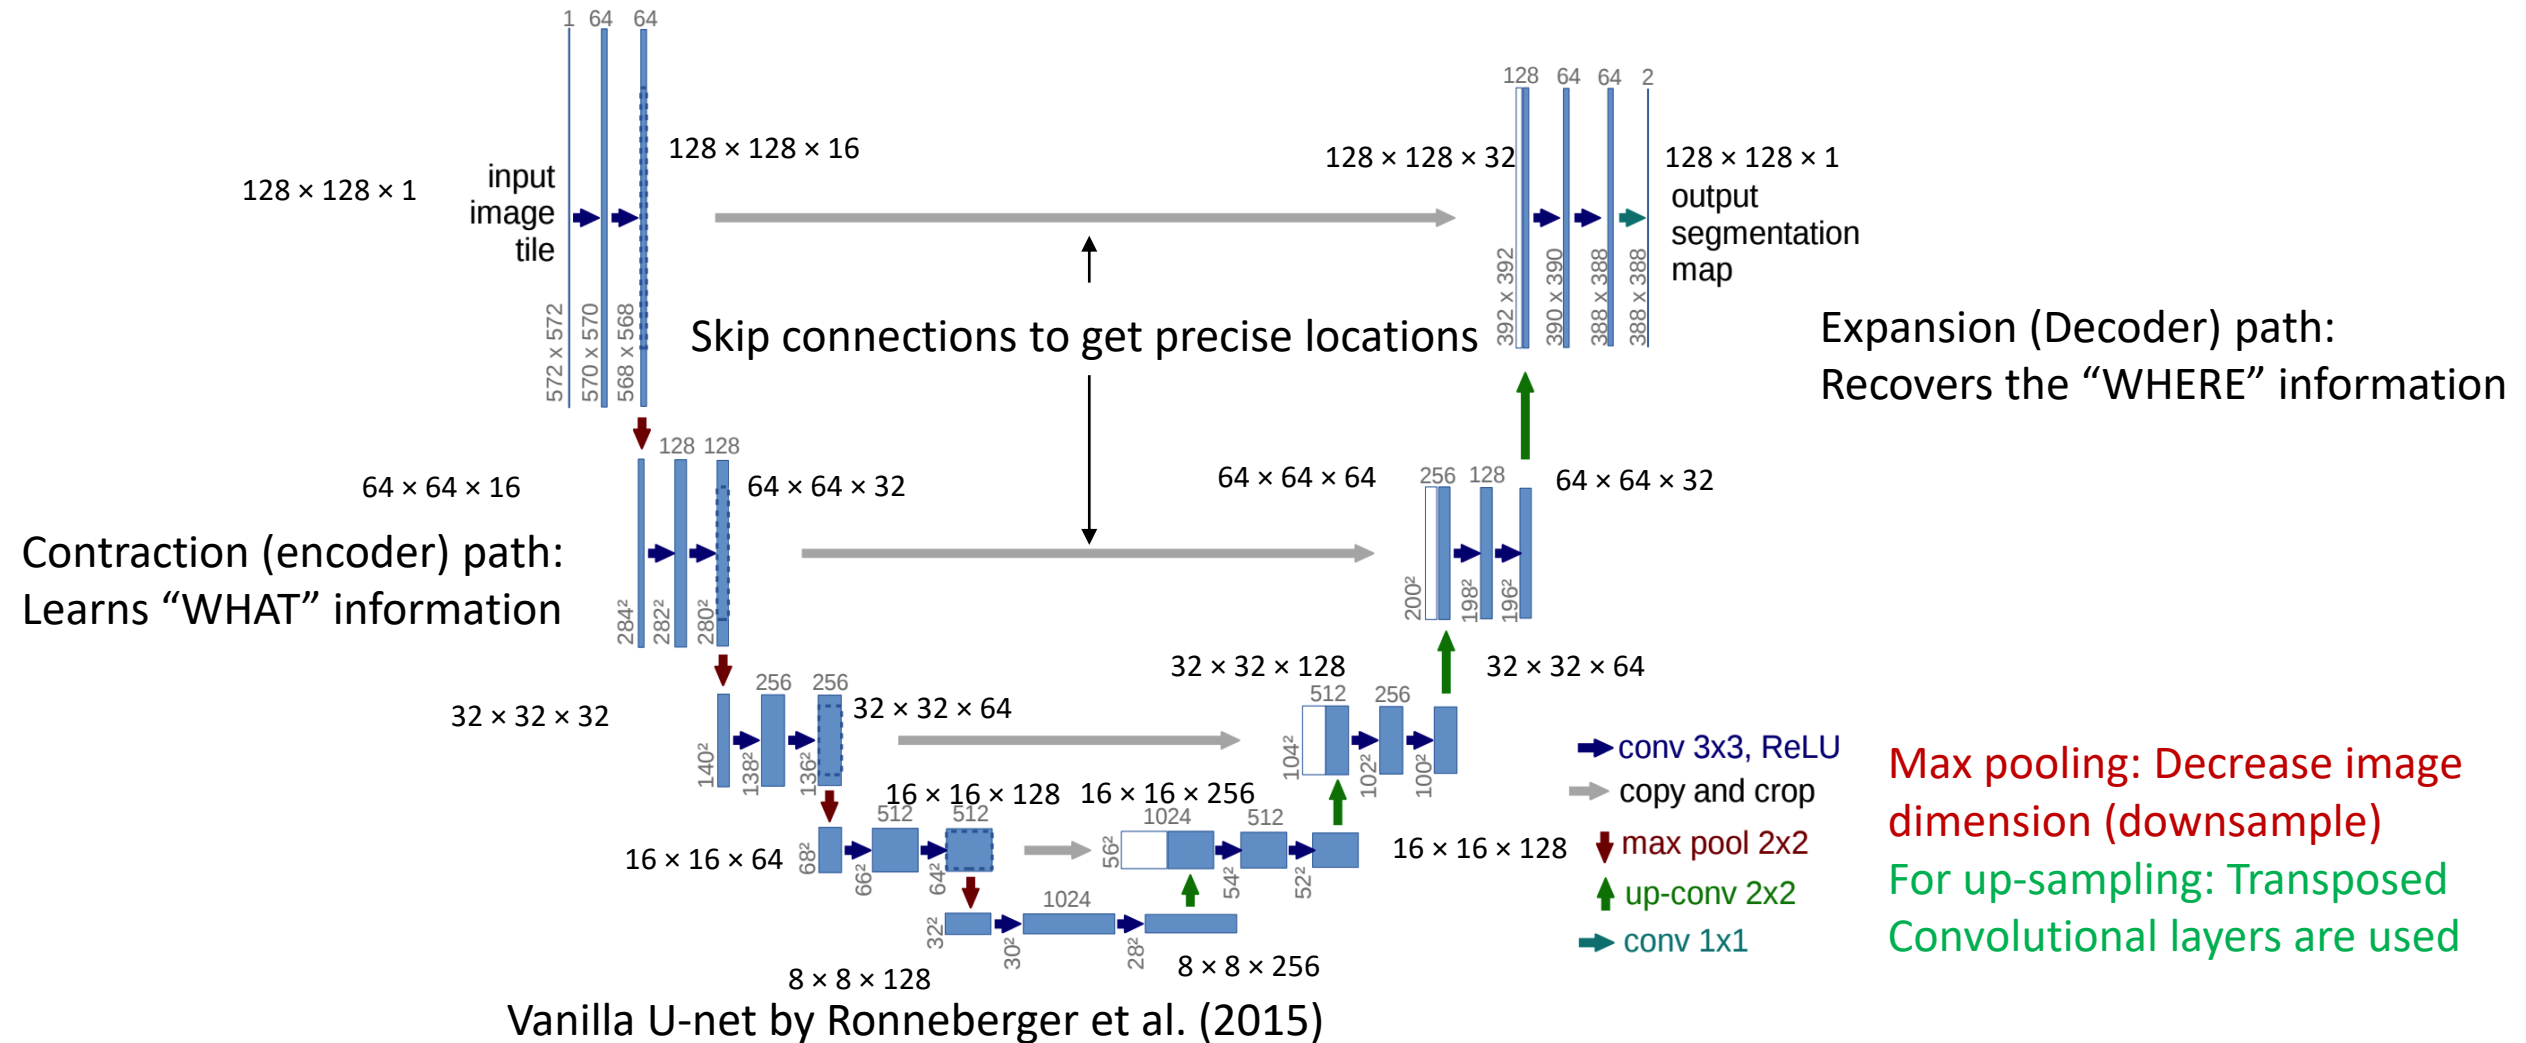 1 64 64
128 × 128 × 1
input
image
tile
572 x 572
570 x 570
568 x 568
128 × 128 × 16
128 × 128 × 32
128 64 64 2
392 x 392
390 x 390
388 x 388
388 x 388
128 × 128 × 1
output
segmentation
map
Skip connections to get precise locations
Expansion (Decoder) path:
Recovers the “WHERE” information
64 × 64 × 16
128 128
284²
282²
280²
64 × 64 × 32
64 × 64 × 64
256 128
200²
198²
196²
64 × 64 × 32
Contraction (encoder) path:
Learns “WHAT” information
32 × 32 × 32
256 256
140²
138²
136²
32 × 32 × 64
32 × 32 × 128
512 256
104²
102²
100²
32 × 32 × 64
16 × 16 × 64
512 512
68²
66²
64²
16 × 16 × 128
16 × 16 × 256
1024 512
56²
54²
52²
16 × 16 × 128
1024
32²
30²
28²
8 × 8 × 128
8 × 8 × 256
conv 3x3, ReLU
copy and crop
max pool 2x2
up-conv 2x2
conv 1x1
Max pooling: Decrease image
dimension (downsample)
For up-sampling: Transposed
Convolutional layers are used
Vanilla U-net by Ronneberger et al. (2015)